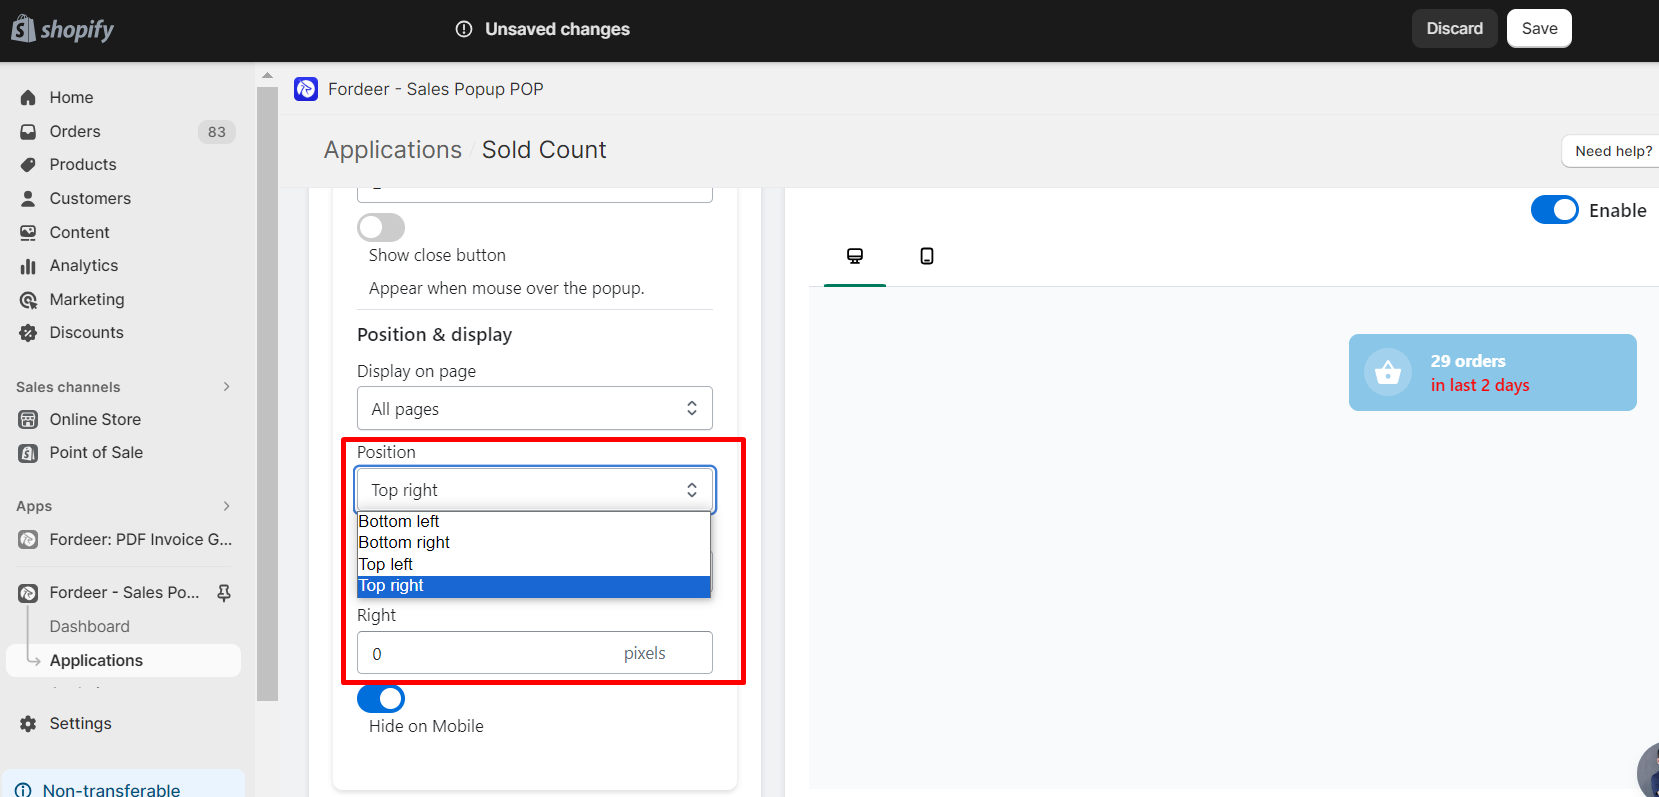 shopify
Unsaved changes
Discard
Save
Home
Orders
83
Products
Customers
Content
Analytics
Marketing
Discounts
Sales channels
Online Store
Point of Sale
Apps
Fordeer: PDF Invoice G...
Fordeer - Sales Po...
Dashboard
Applications
Settings
Non-transferable
Fordeer - Sales Popup POP
Applications / Sold Count
Need help?
Show close button
Appear when mouse over the popup.
Position & display
Display on page
All pages
Position
Top right
Bottom left
Bottom right
Top left
Top right
Right
0 pixels
Hide on Mobile
Enable
29 orders
in last 2 days